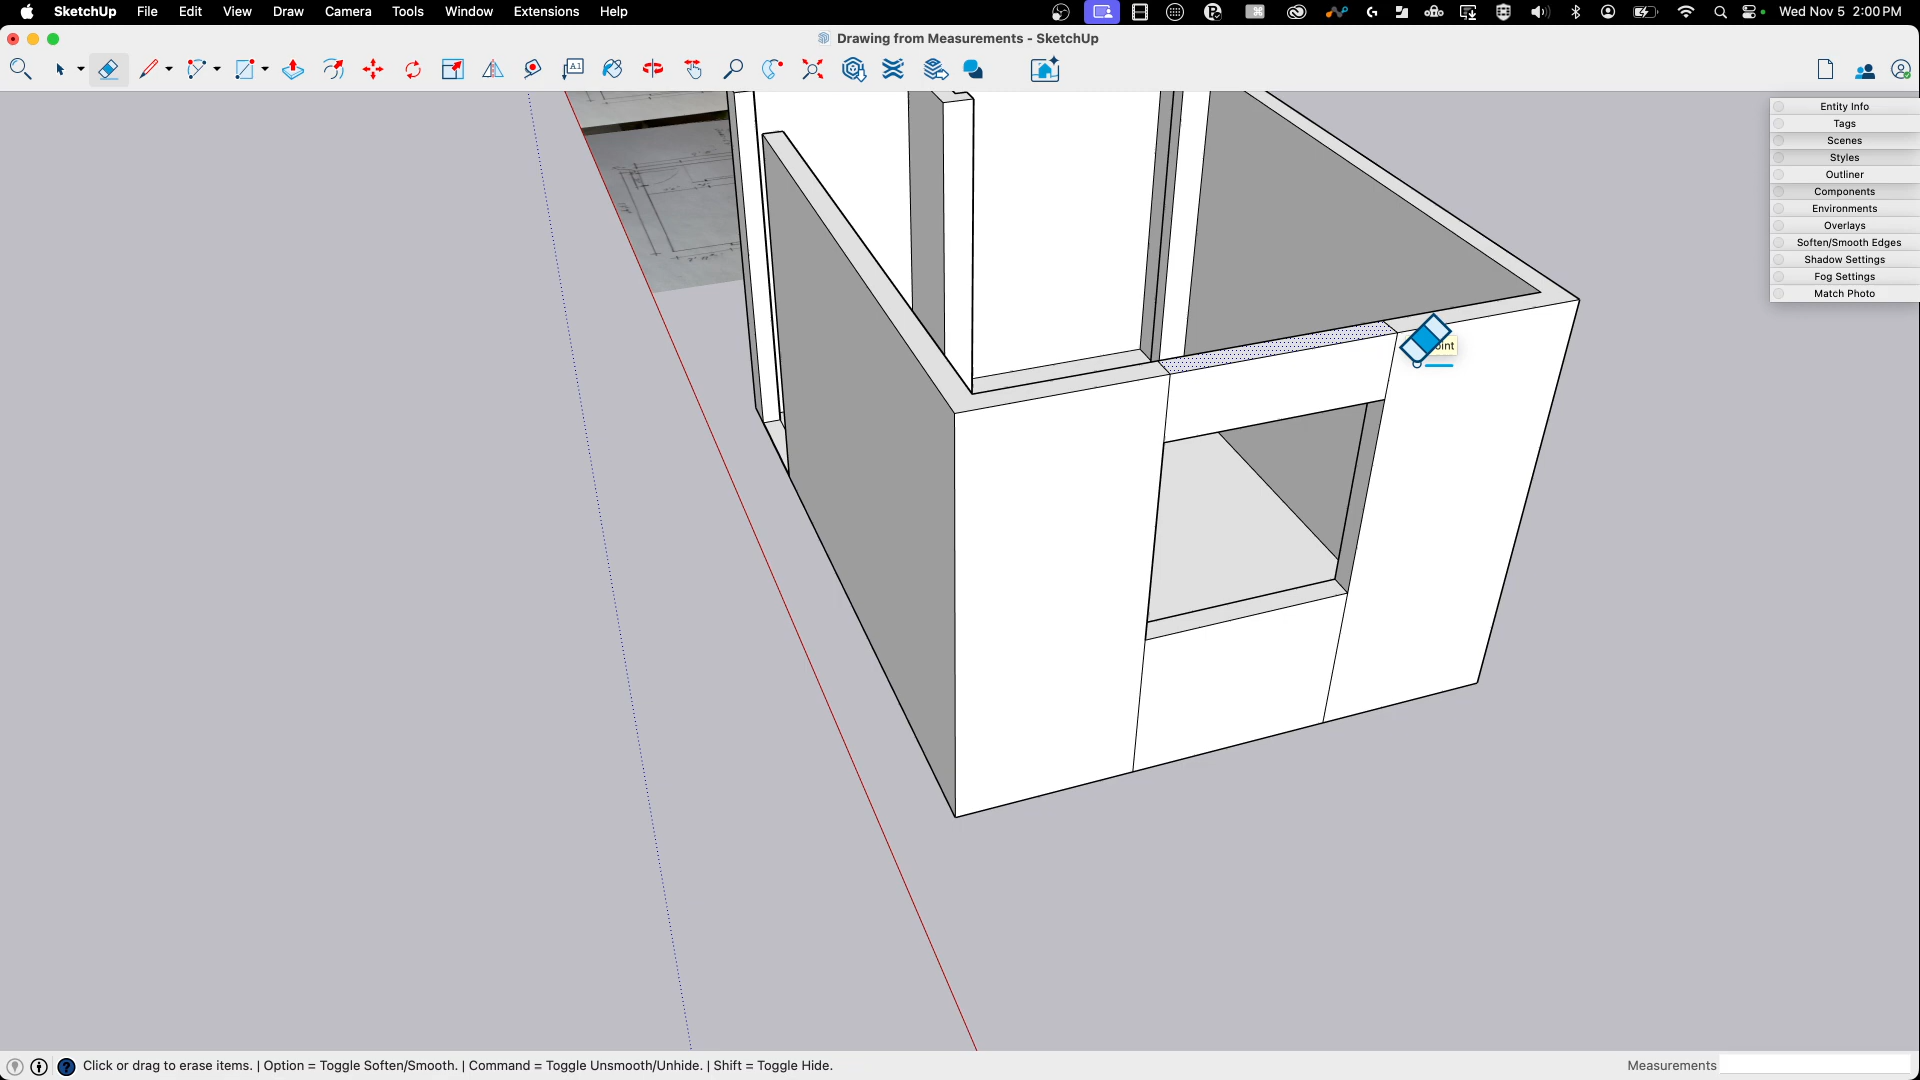 SketchUp File Edit View Draw Camera Tools Window Extensions Help Wed Nov 5 2:00 PM
Drawing from Measurements - SketchUp
A1
Entity Info
Tags
Scenes
Styles
Outliner
Components
Environments
Overlays
Soften/Smooth Edges
Shadow Settings
Fog Settings
Match Photo
oint
Click or drag to erase items. | Option = Toggle Soften/Smooth. | Command = Toggle Unsmooth/Unhide. | Shift = Toggle Hide.
Measurements